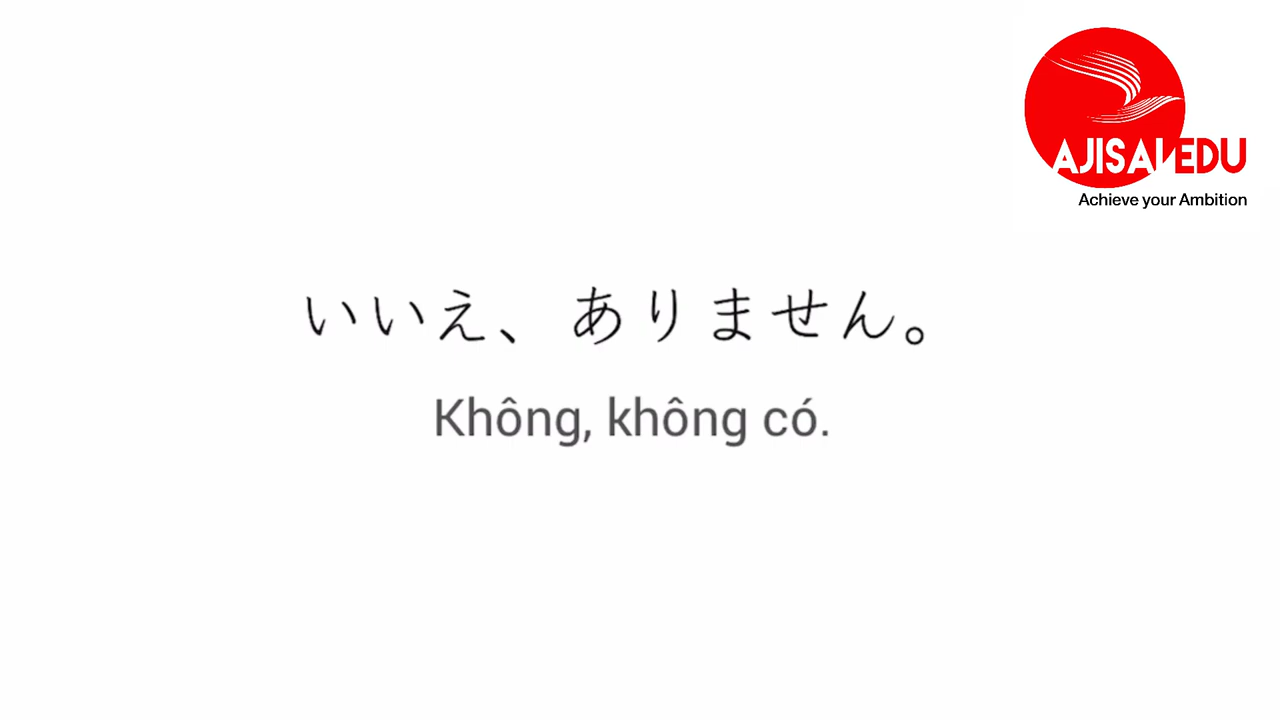 AJISAI EDU
Achieve your Ambition
いいえ、ありません。
Không, không có.